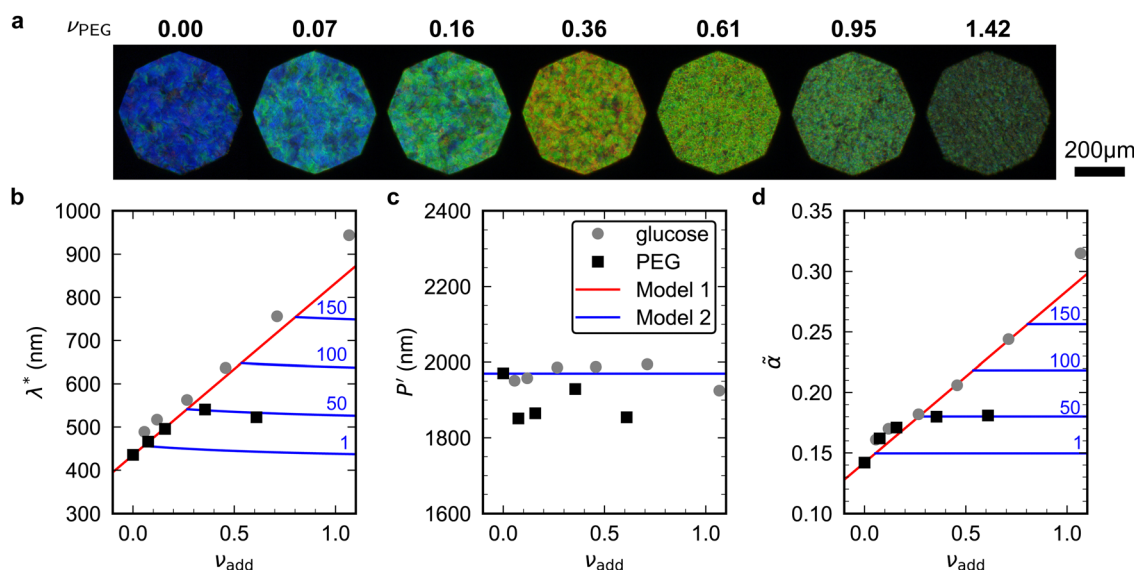 a
νPEG 0.00 0.07 0.16 0.36 0.61 0.95 1.42
200μm
b
1000
900
800
700
600
500
400
300
λ* (nm)
150
100
50
1
0.0 0.5 1.0
νadd
c
2400
2200
2000
1800
1600
P′ (nm)
glucose
PEG
Model 1
Model 2
0.0 0.5 1.0
νadd
d
0.35
0.30
0.25
0.20
0.15
0.10
α̃
150
100
50
1
0.0 0.5 1.0
νadd